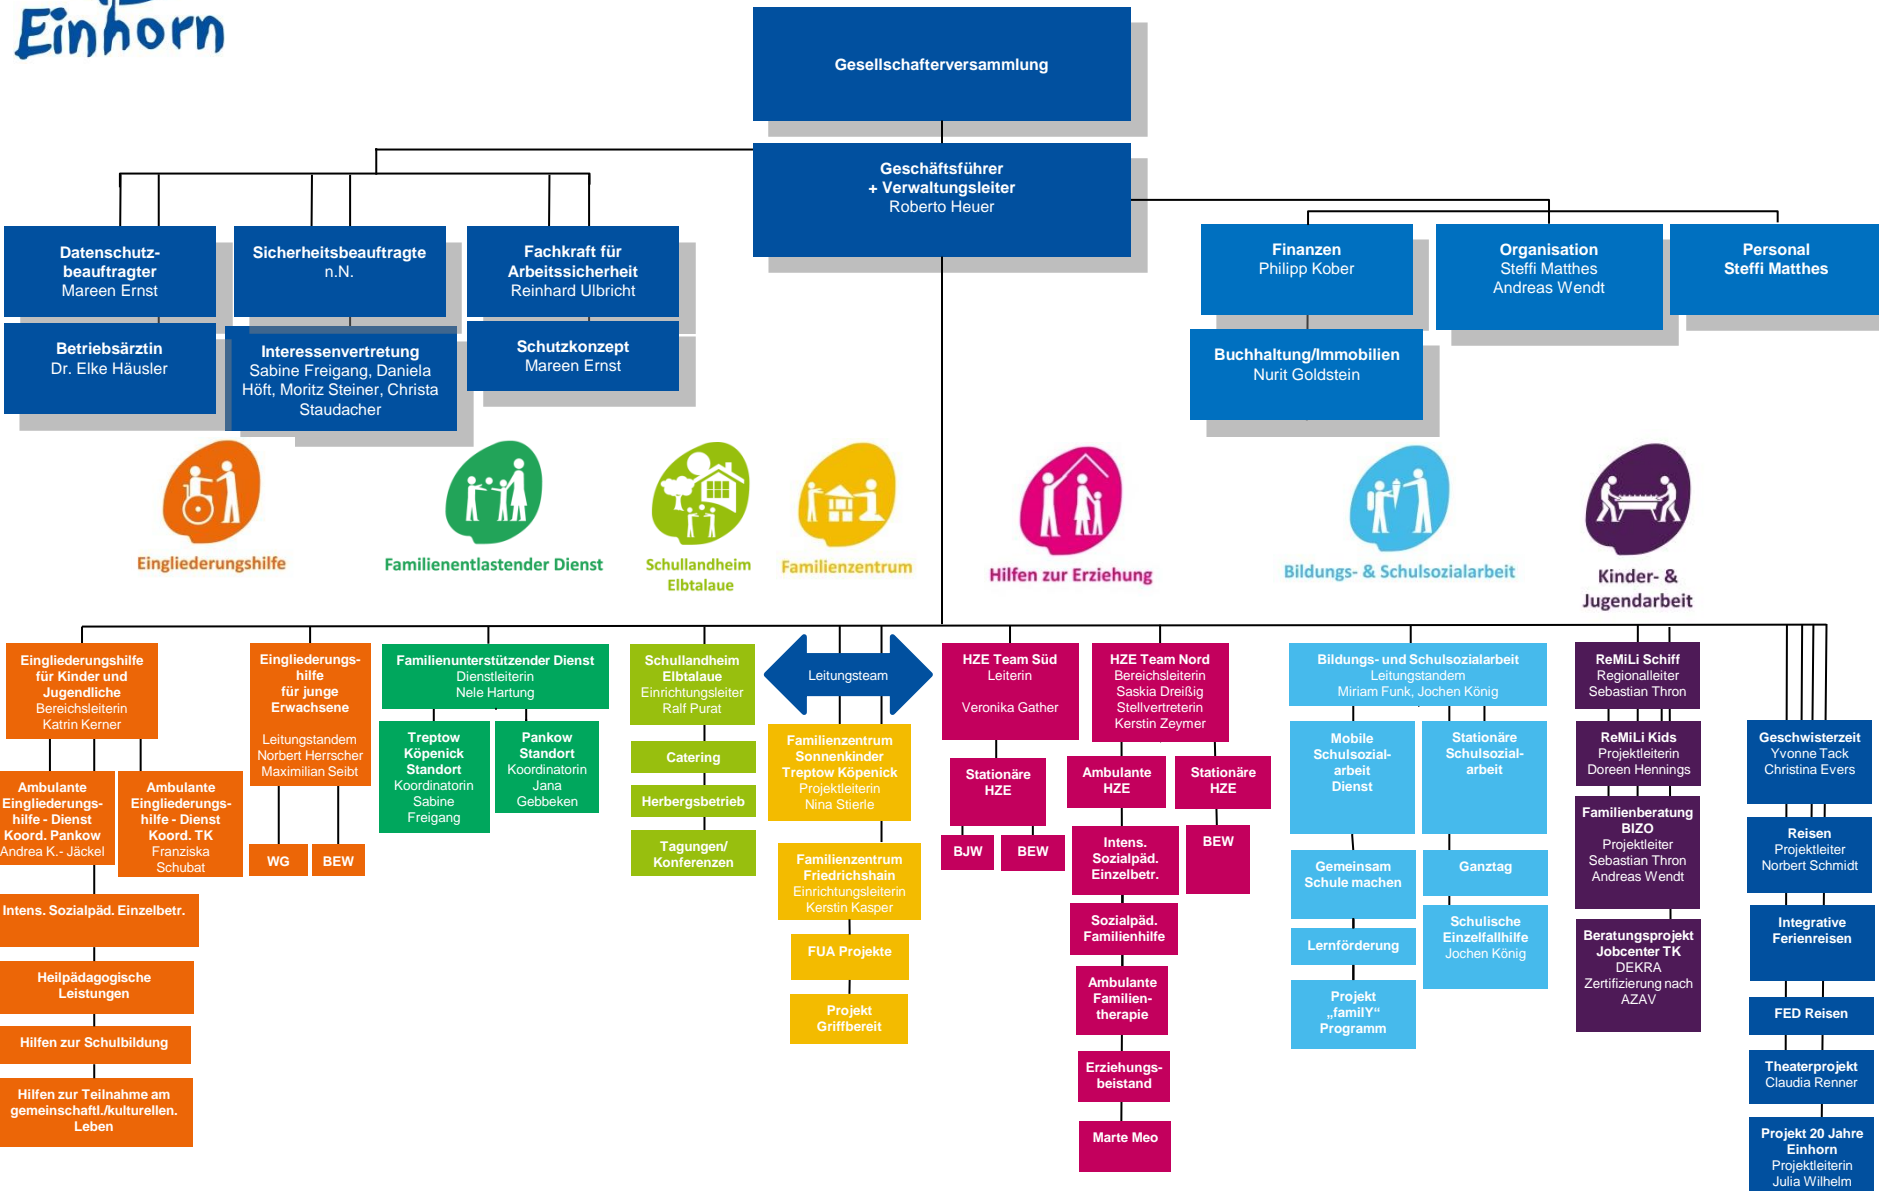 Einhorn
Gesellschafterversammlung
Geschäftsführer
+ Verwaltungsleiter
Roberto Heuer
Datenschutz-
beauftragter
Mareen Ernst
Sicherheitsbeauftragte
n.N.
Fachkraft für
Arbeitssicherheit
Reinhard Ulbricht
Finanzen
Philipp Kober
Organisation
Steffi Matthes
Andreas Wendt
Personal
Steffi Matthes
Betriebsärztin
Dr. Elke Häusler
Interessenvertretung
Sabine Freigang, Daniela
Höft, Moritz Steiner, Christa
Staudacher
Schutzkonzept
Mareen Ernst
Buchhaltung/Immobilien
Nurit Goldstein
Eingliederungshilfe
Familienentlastender Dienst
Schullandheim
Elbtalaue
Familienzentrum
Hilfen zur Erziehung
Bildungs- & Schulsozialarbeit
Kinder- &
Jugendarbeit
Eingliederungshilfe
für Kinder und
Jugendliche
Bereichsleiterin
Katrin Kerner
Ambulante
Eingliederungs-
hilfe - Dienst
Koord. Pankow
Andrea K.- Jäckel
Ambulante
Eingliederungs-
hilfe - Dienst
Koord. TK
Franziska
Schubat
Intens. Sozialpäd. Einzelbetr.
Heilpädagogische
Leistungen
Hilfen zur Schulbildung
Hilfen zur Teilnahme am
gemeinschaftl./kulturellen.
Leben
Eingliederungs-
hilfe
für junge
Erwachsene
Leitungstandem
Norbert Herrscher
Maximilian Seibt
WG
BEW
Familienunterstützender Dienst
Dienstleiterin
Nele Hartung
Treptow
Köpenick
Standort
Koordinatorin
Sabine
Freigang
Pankow
Standort
Koordinatorin
Jana
Gebbeken
Schullandheim
Elbtalaue
Einrichtungsleiter
Ralf Purat
Catering
Herbergsbetrieb
Tagungen/
Konferenzen
Leitungsteam
Familienzentrum
Sonnenkinder
Treptow Köpenick
Projektleiterin
Nina Stierle
Familienzentrum
Friedrichshain
Einrichtungsleiterin
Kerstin Kasper
FUA Projekte
Projekt
Griffbereit
HZE Team Süd
Leiterin
Veronika Gather
Stationäre
HZE
BJW
BEW
HZE Team Nord
Bereichsleiterin
Saskia Dreißig
Stellvertreterin
Kerstin Zeymer
Ambulante
HZE
Stationäre
HZE
Intens.
Sozialpäd.
Einzelbetr.
BEW
Sozialpäd.
Familienhilfe
Ambulante
Familien-
therapie
Erziehungs-
beistand
Marte Meo
Bildungs- und Schulsozialarbeit
Leitungstandem
Miriam Funk, Jochen König
Mobile
Schulsozial-
arbeit
Dienst
Stationäre
Schulsozial-
arbeit
Gemeinsam
Schule machen
Ganztag
Lernförderung
Schulische
Einzelfallhilfe
Jochen König
Projekt
„familY“
Programm
ReMiLi Schiff
Regionalleiter
Sebastian Thron
ReMiLi Kids
Projektleiterin
Doreen Hennings
Familienberatung
BIZO
Projektleiter
Sebastian Thron
Andreas Wendt
Beratungsprojekt
Jobcenter TK
DEKRA
Zertifizierung nach
AZAV
Geschwisterzeit
Yvonne Tack
Christina Evers
Reisen
Projektleiter
Norbert Schmidt
Integrative
Ferienreisen
FED Reisen
Theaterprojekt
Claudia Renner
Projekt 20 Jahre
Einhorn
Projektleiterin
Julia Wilhelm